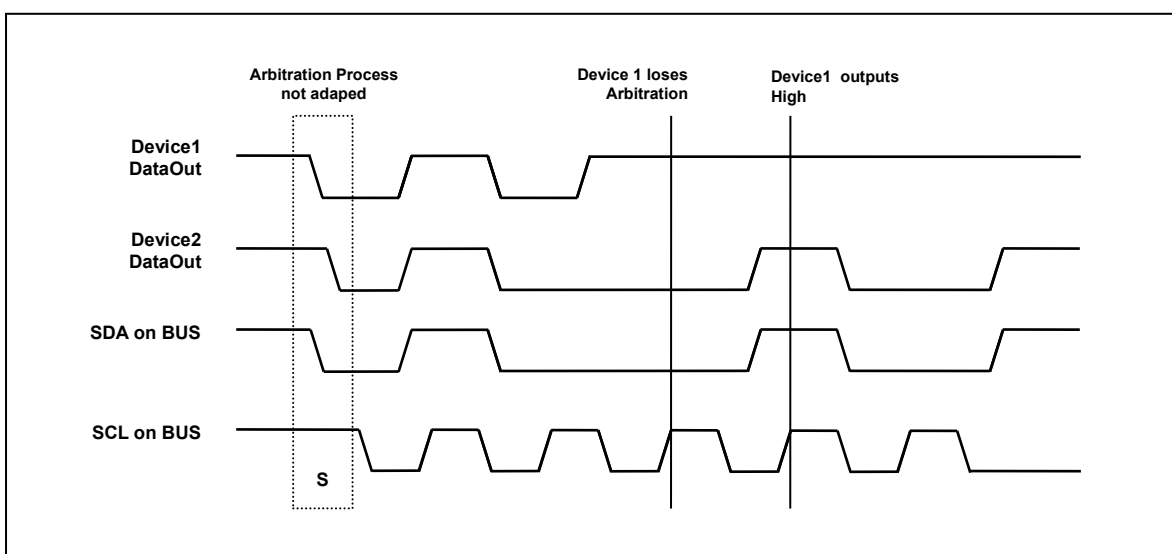 Arbitration Process
not adaped
Device 1 loses
Arbitration
Device1 outputs
High
Device1
DataOut
Device2
DataOut
SDA on BUS
SCL on BUS
S